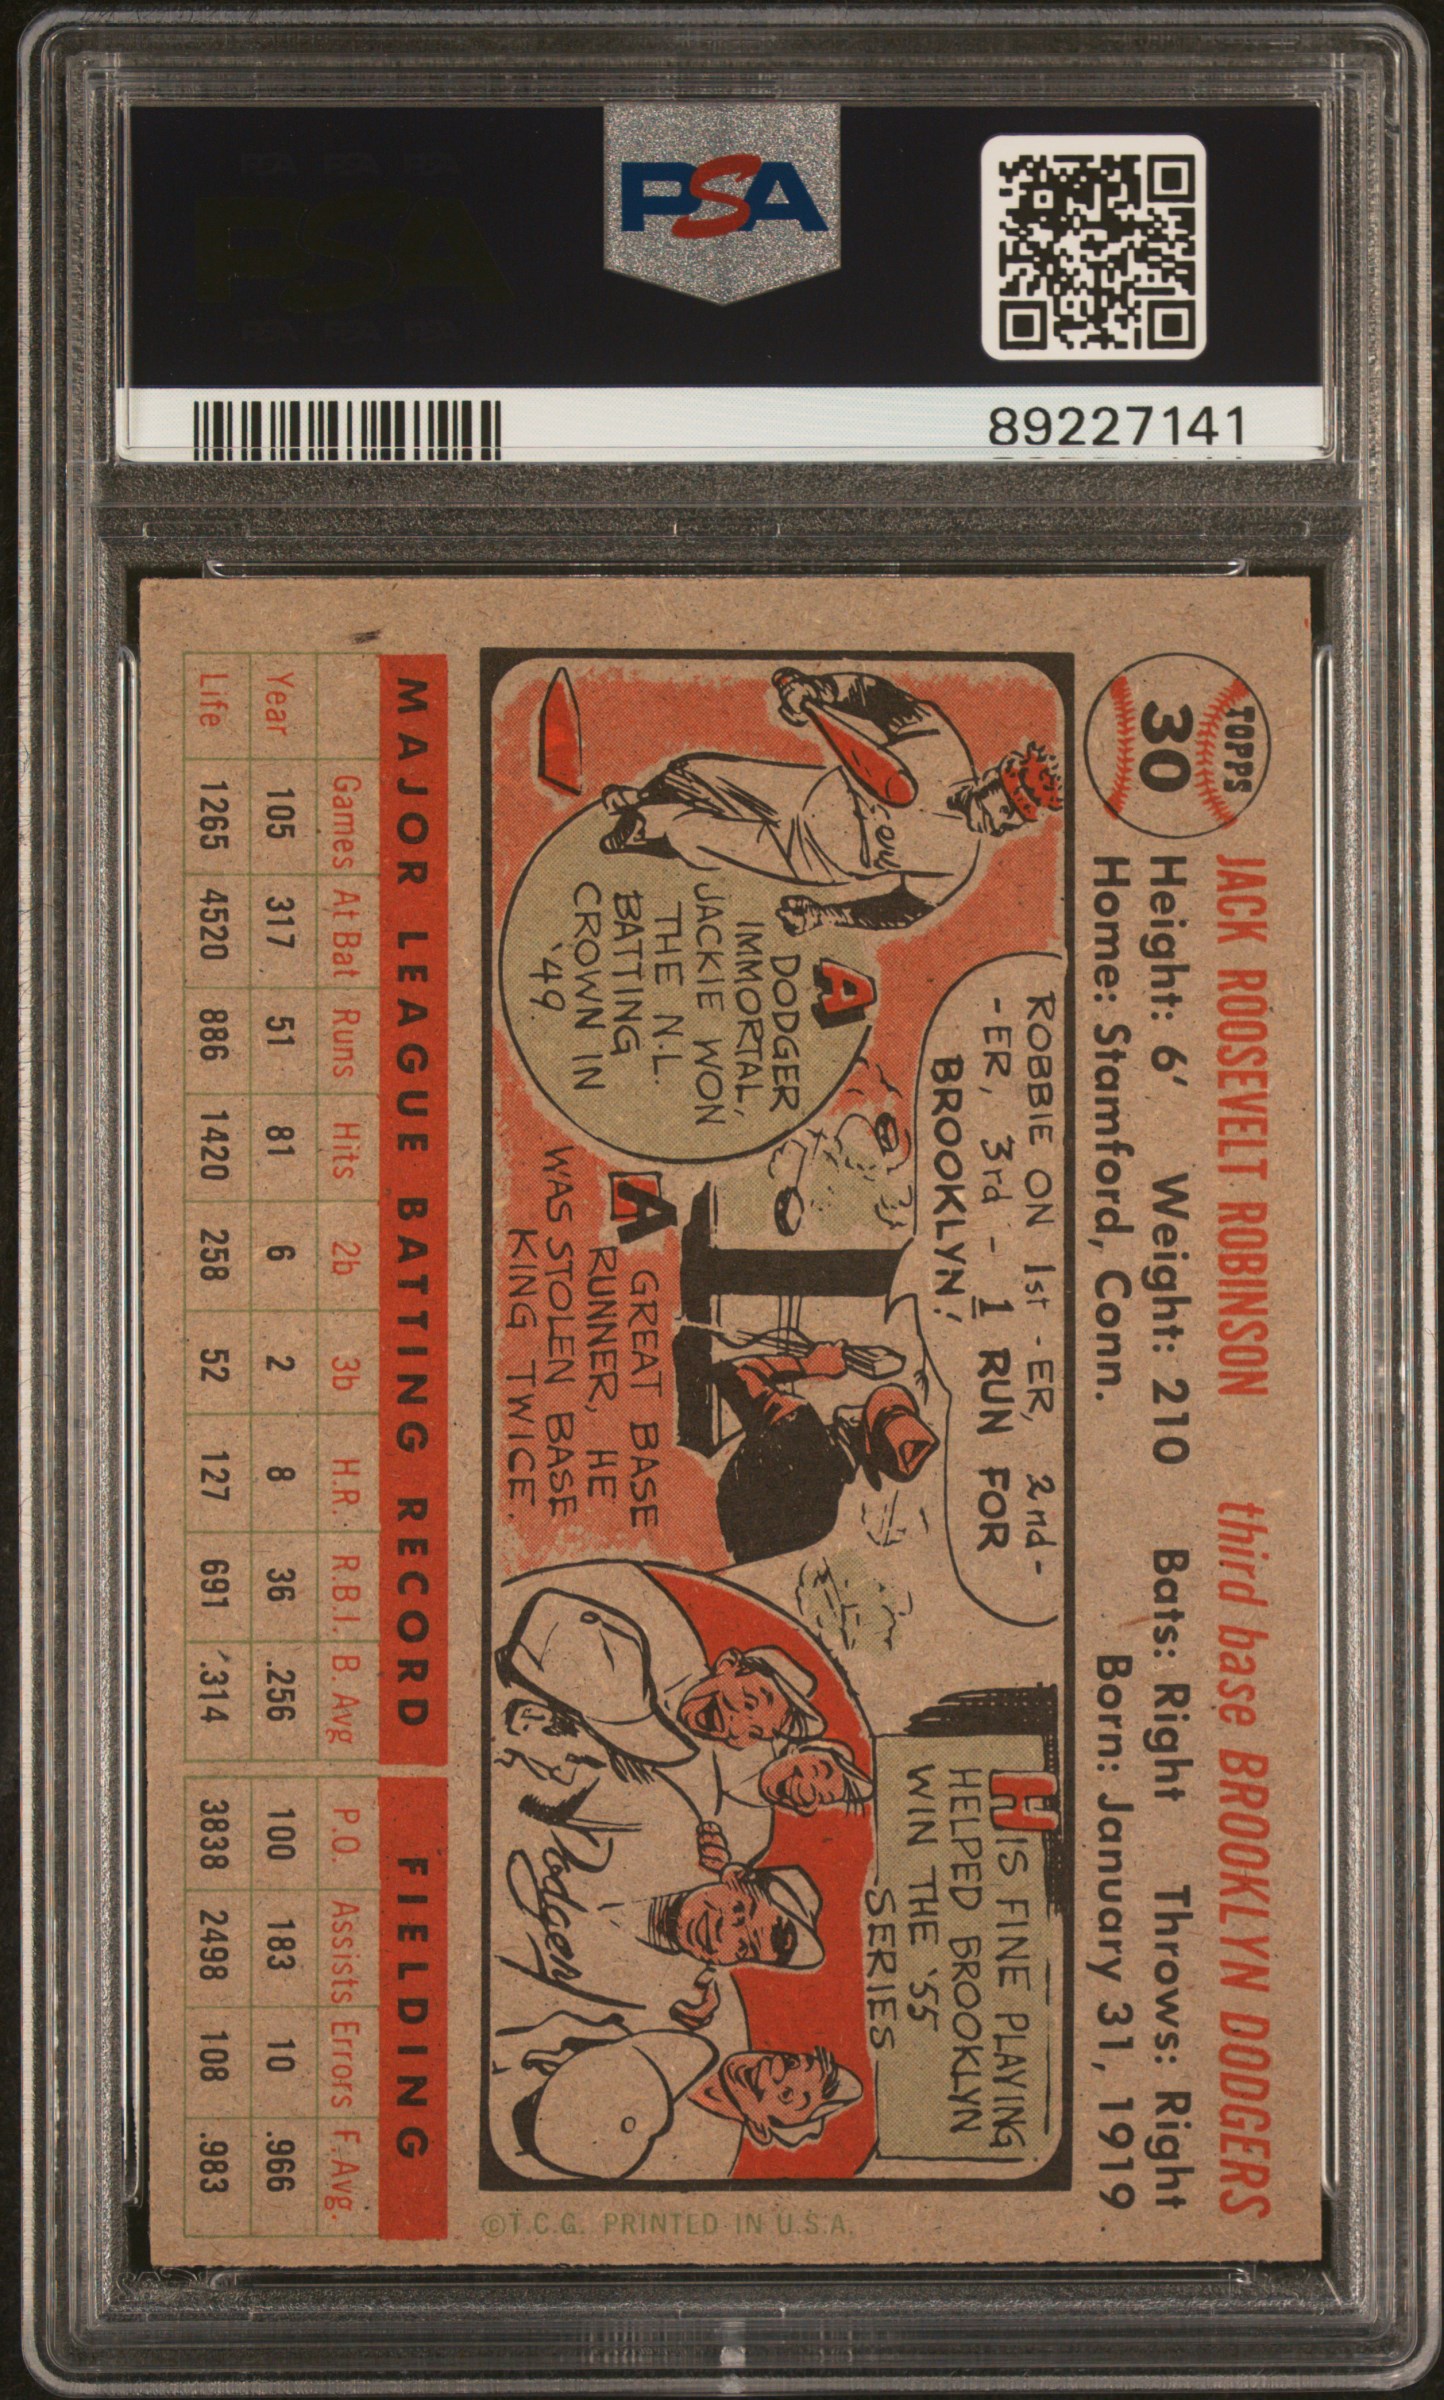 PSA
89227141
TOPPS
30
JACK ROOSEVELT ROBINSON third base BROOKLYN DODGERS
Height: 6' Weight: 210 Bats: Right Throws: Right
Home: Stamford, Conn. Born: January 31, 1919
ROBBIE ON 1st-ER, 2nd-
-ER, 3rd - 1 RUN FOR
BROOKLYN!
A DODGER
IMMORTAL,
JACKIE WON
THE N.L.
BATTING
CROWN IN
'49.
A GREAT BASE
RUNNER, HE
WAS STOLEN BASE
KING TWICE.
HIS FINE PLAYING
HELPED BROOKLYN
WIN THE '55
SERIES
Dodgers
MAJOR LEAGUE BATTING RECORD FIELDING
Games At Bat Runs Hits 2b 3b H.R. R.B.I. B. Avg P.O. Assists Errors F. Avg.
Year 105 317 51 81 6 2 8 36 .256 100 183 10 .966
Life 1265 4520 886 1420 258 52 127 691 .314 3838 2498 108 .983
©T.C.G. PRINTED IN U.S.A.